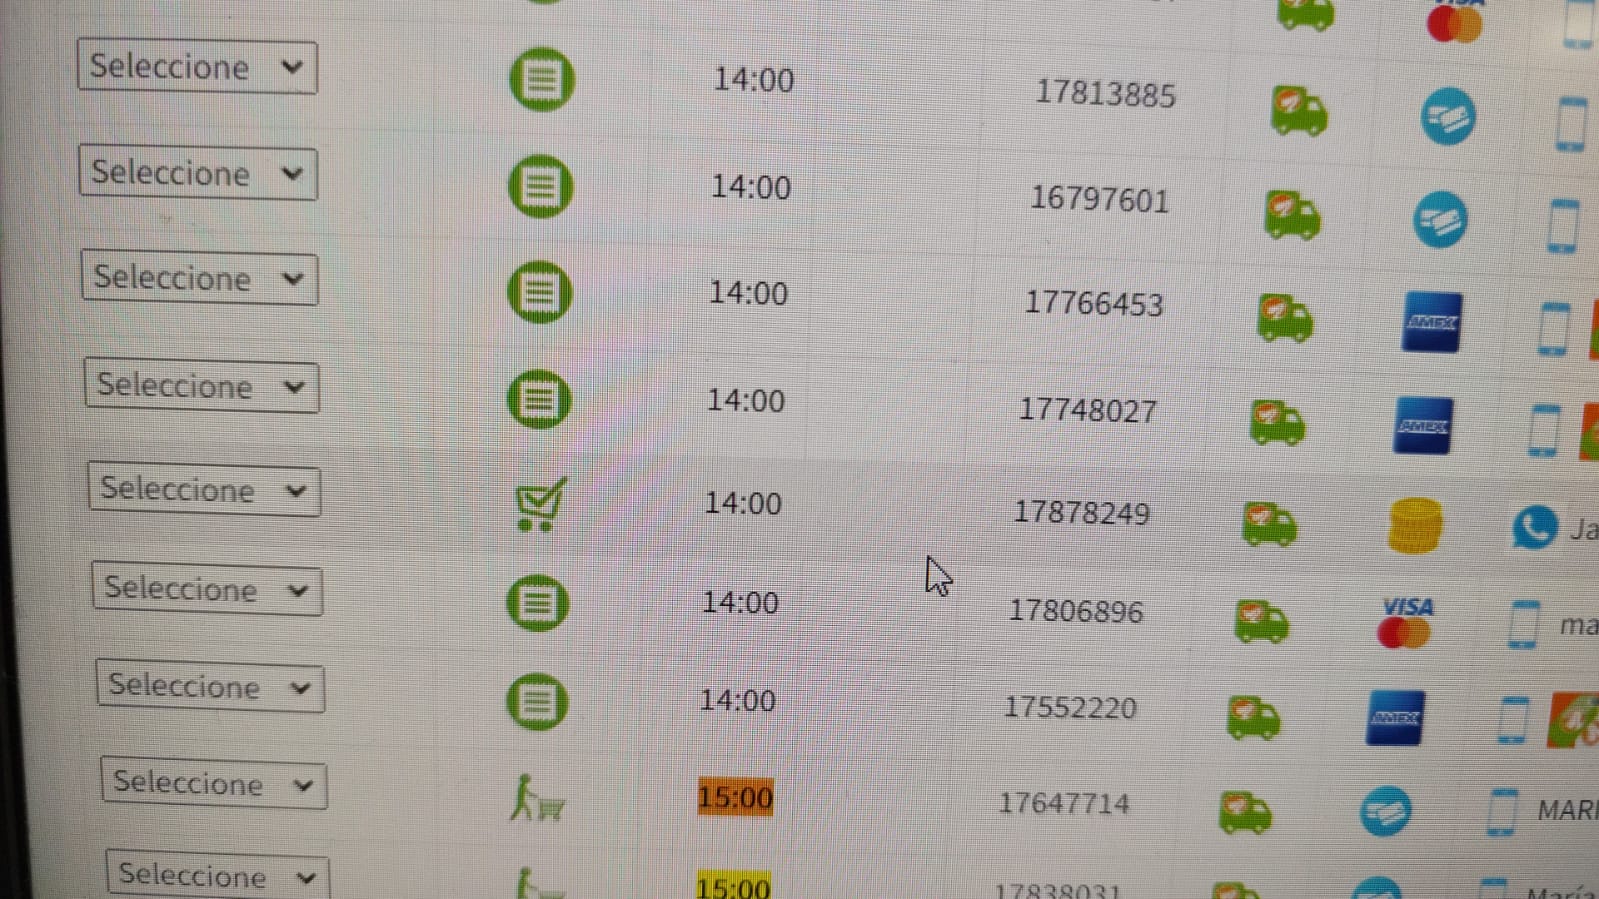 VISA
Seleccione 14:00 17813885
Seleccione 14:00 16797601
Seleccione 14:00 17766453 AMEX
Seleccione 14:00 17748027 AMEX
Seleccione 14:00 17878249 Ja
Seleccione 14:00 17806896 VISA ma
Seleccione 14:00 17552220 AMEX
Seleccione 15:00 17647714 MARI
Seleccione 15:00 17838031 María